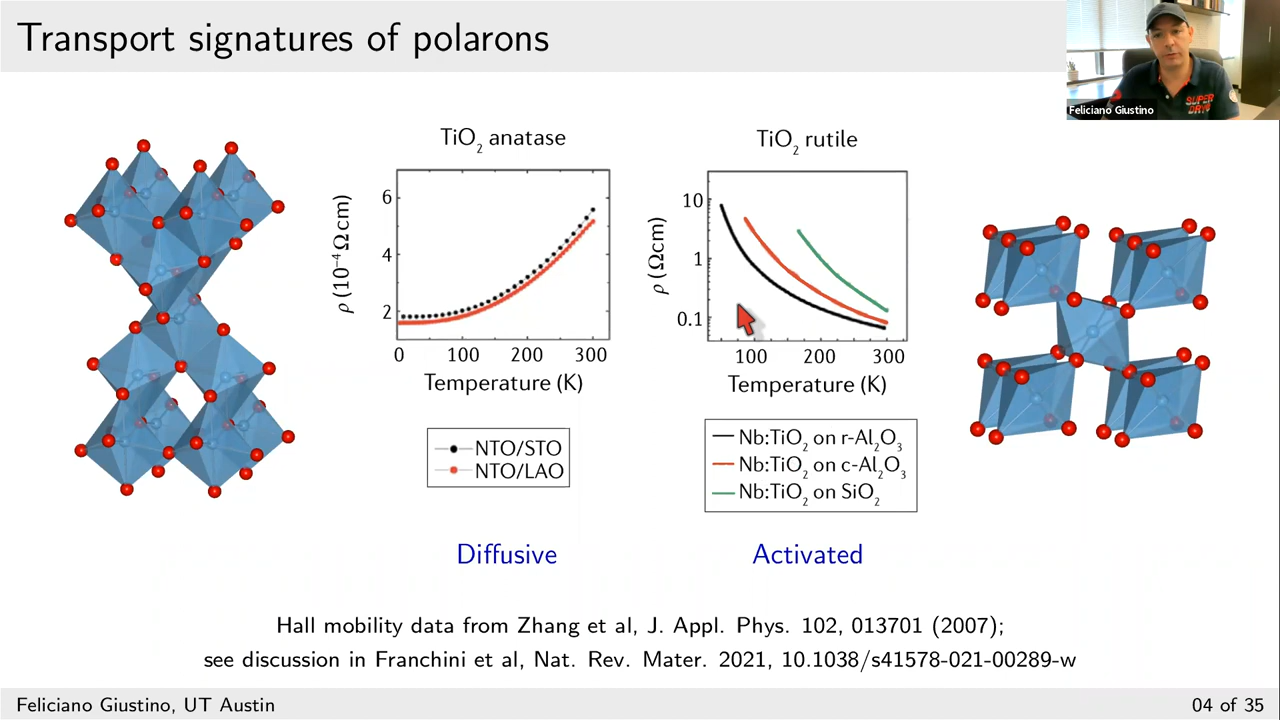 Transport signatures of polarons
SUPER
DRY
Feliciano Giustino
TiO2 anatase
ρ (10⁻⁴ Ω cm)
6
4
2
0 100 200 300
Temperature (K)
NTO/STO
NTO/LAO
Diffusive
TiO2 rutile
ρ (Ωcm)
10
1
0.1
100 200 300
Temperature (K)
Nb:TiO2 on r-Al2O3
Nb:TiO2 on c-Al2O3
Nb:TiO2 on SiO2
Activated
Hall mobility data from Zhang et al, J. Appl. Phys. 102, 013701 (2007);
see discussion in Franchini et al, Nat. Rev. Mater. 2021, 10.1038/s41578-021-00289-w
Feliciano Giustino, UT Austin
04 of 35